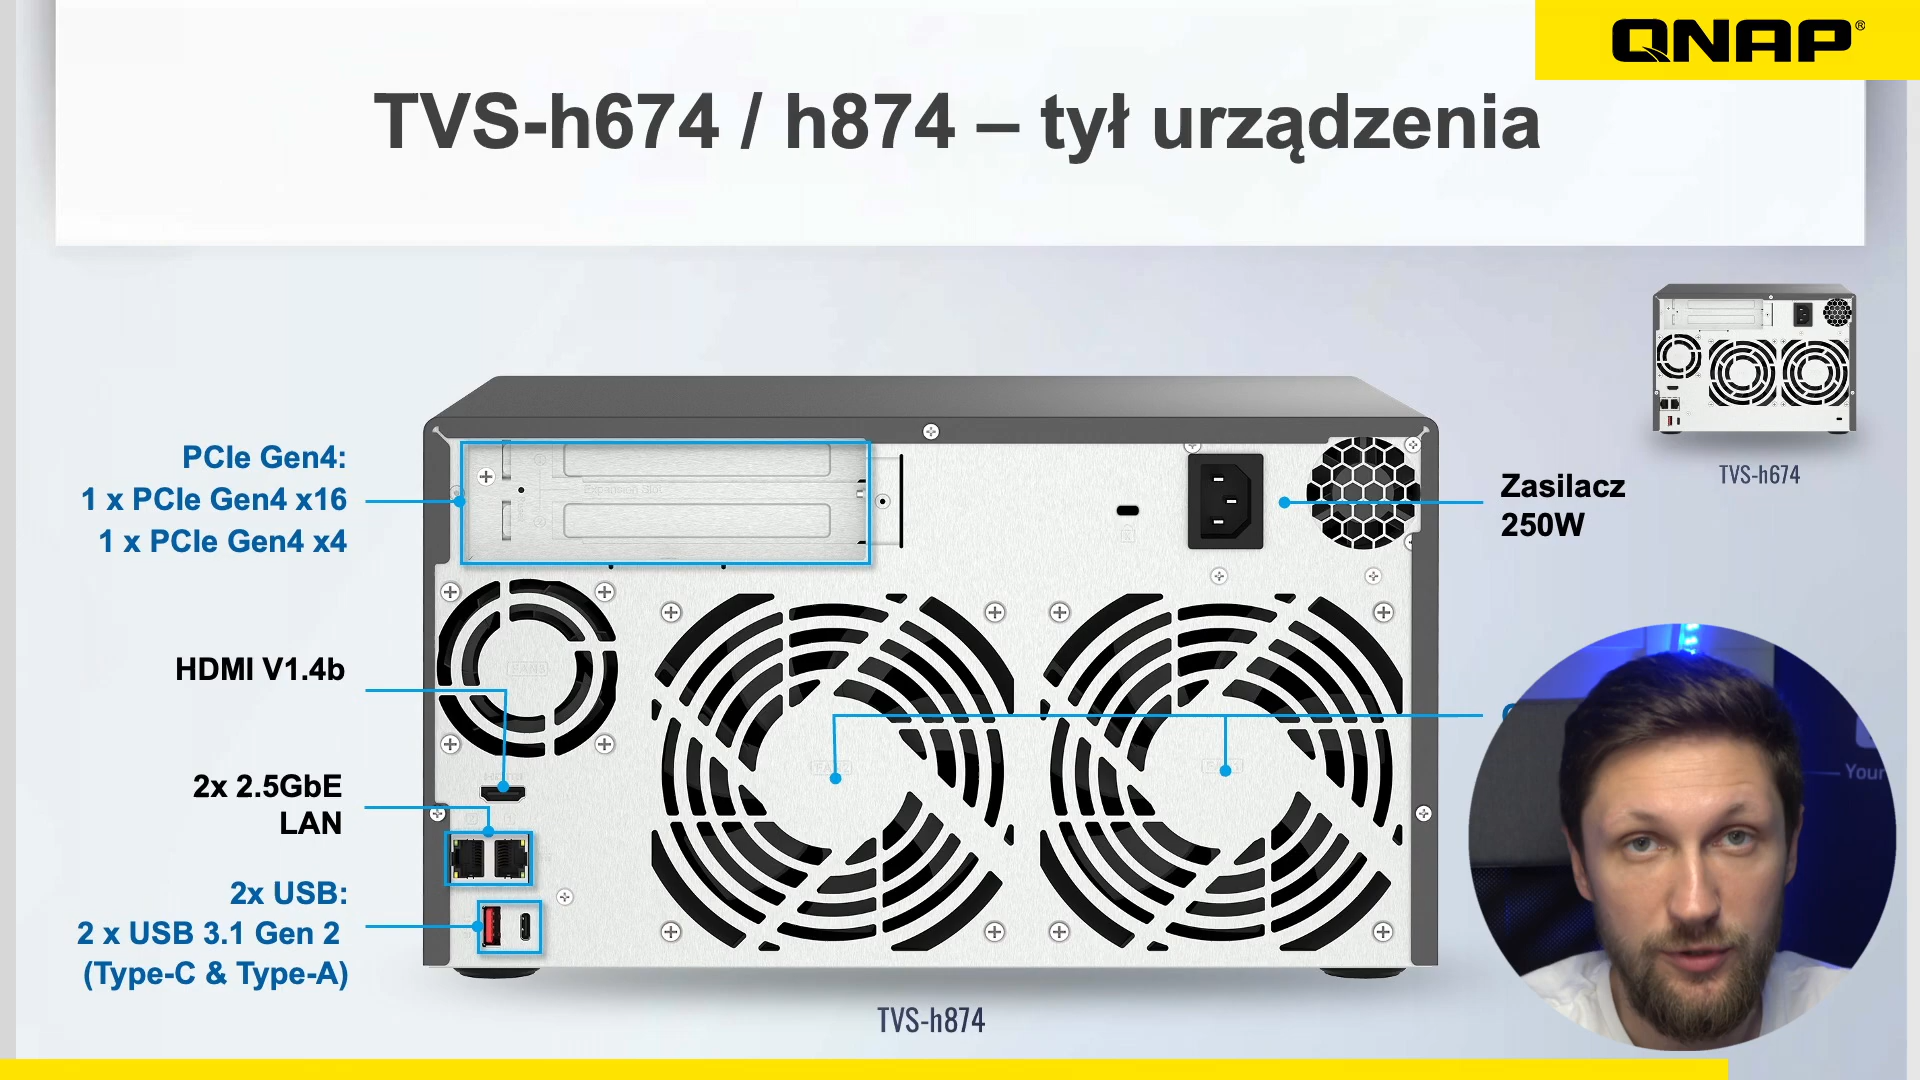 QNAP®
TVS-h674 / h874 – tył urządzenia
PCIe Gen4:
1 x PCIe Gen4 x16
1 x PCIe Gen4 x4
HDMI V1.4b
2x 2.5GbE
LAN
2x USB:
2 x USB 3.1 Gen 2
(Type-C & Type-A)
Zasilacz
250W
TVS-h674
TVS-h874
Your